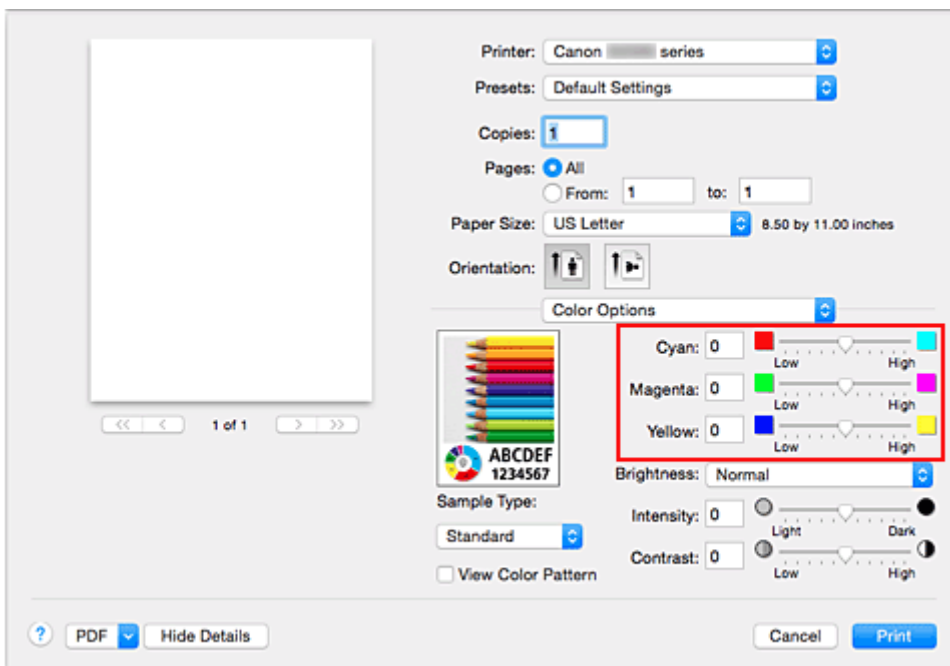 Printer: Canon series
Presets: Default Settings
Copies: 1
Pages: All
From: 1 to: 1
Paper Size: US Letter 8.50 by 11.00 inches
Orientation:
Color Options
Cyan: 0
Low High
Magenta: 0
Low High
Yellow: 0
Low High
1 of 1
ABCDEF
1234567
Sample Type:
Standard
View Color Pattern
Brightness: Normal
Intensity: 0
Light Dark
Contrast: 0
Low High
? PDF Hide Details Cancel Print